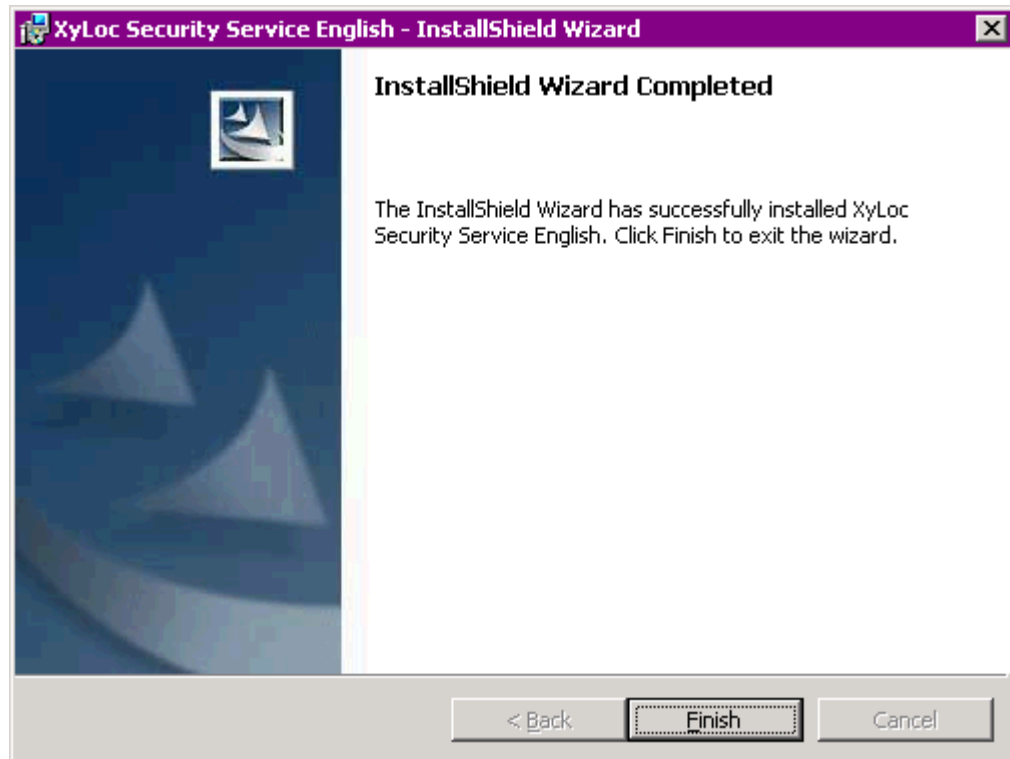 XyLoc Security Service English - InstallShield Wizard
InstallShield Wizard Completed
The InstallShield Wizard has successfully installed XyLoc
Security Service English. Click Finish to exit the wizard.
< Back
Finish
Cancel